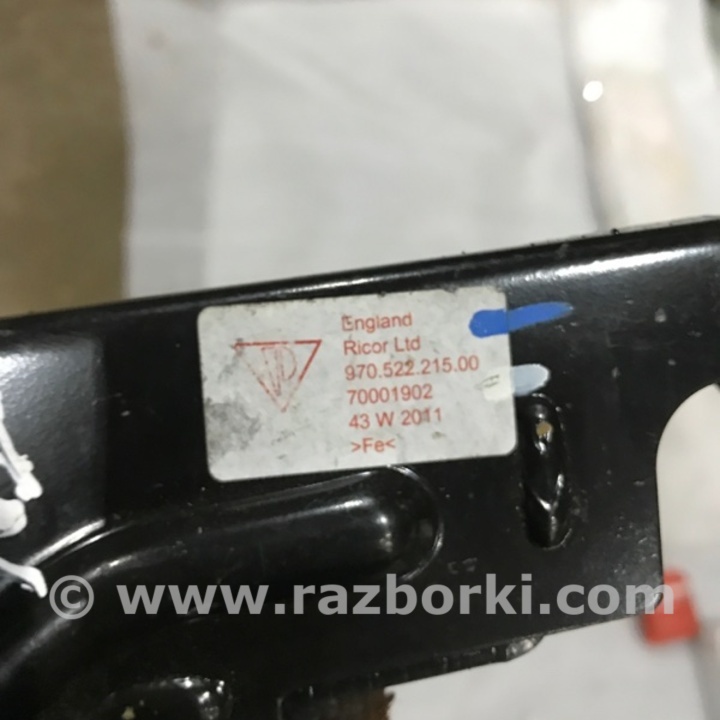 England
Ricor Ltd
970.522.215.00
70001902
43 W 2011
>Fe<
© www.razborki.com